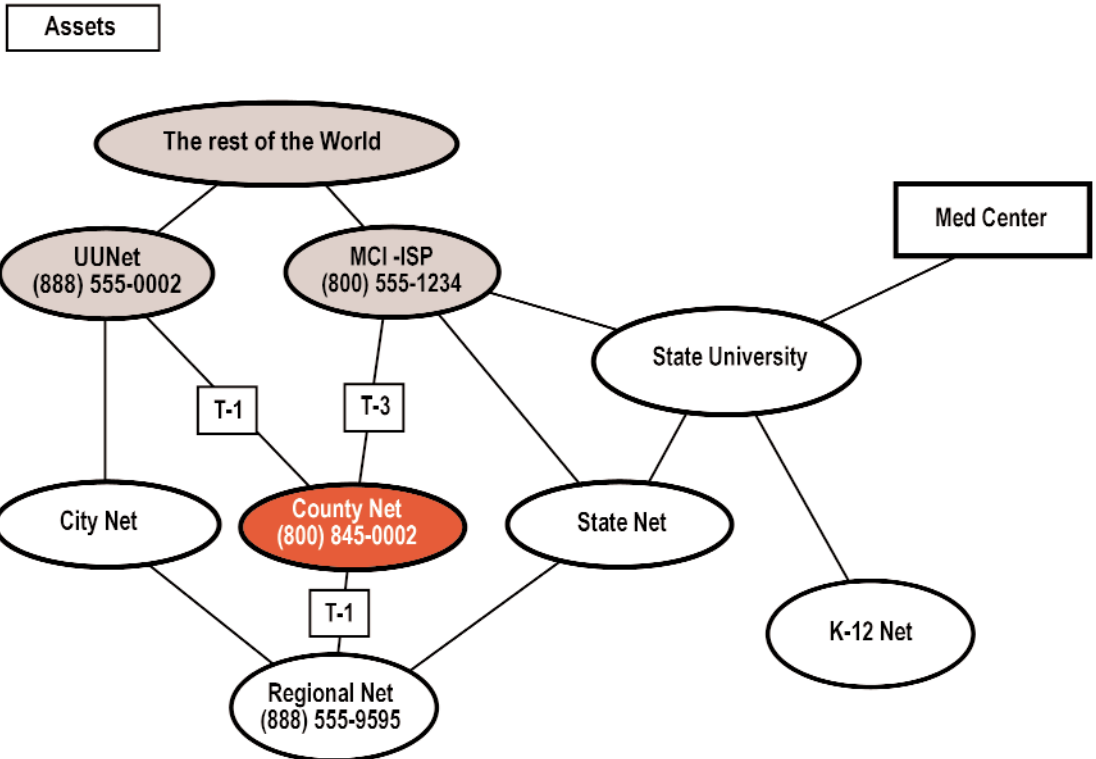 Assets
The rest of the World
Med Center
UUNet
(888) 555-0002
MCI -ISP
(800) 555-1234
State University
T-1
T-3
City Net
County Net
(800) 845-0002
State Net
T-1
K-12 Net
Regional Net
(888) 555-9595